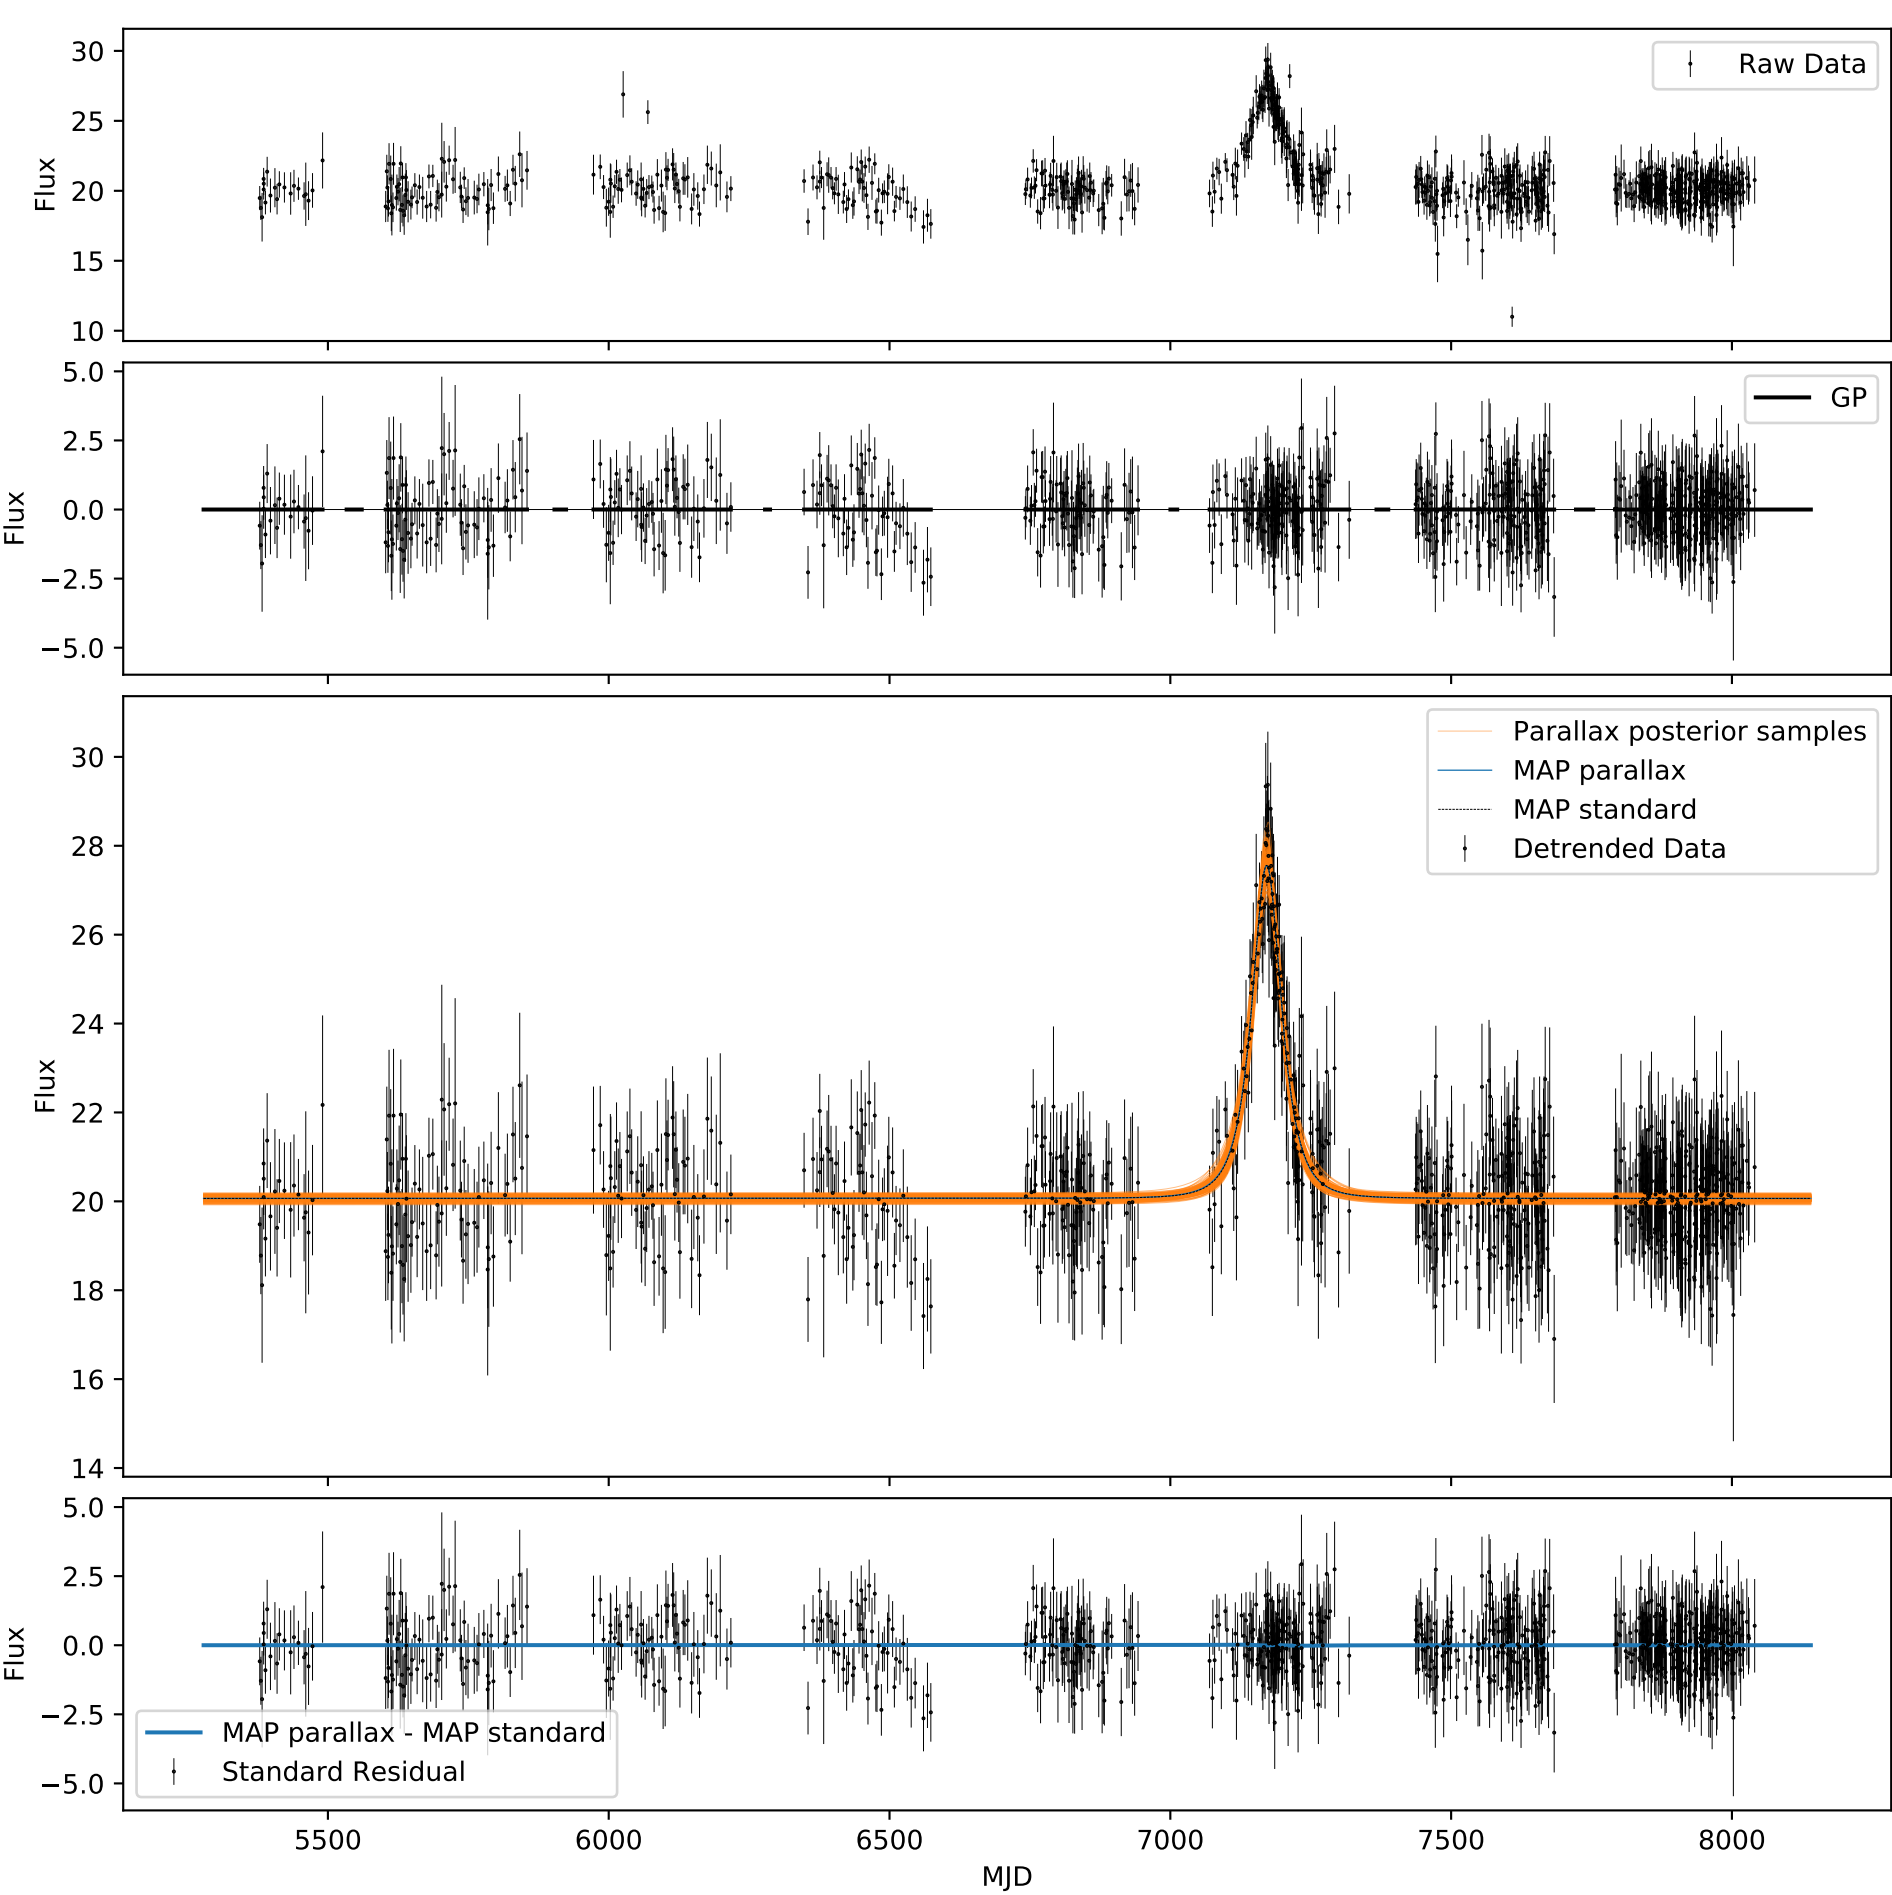 30
25
20
15
10
Flux
Raw Data
5.0
2.5
0.0
−2.5
−5.0
Flux
GP
30
28
26
24
22
20
18
16
14
Flux
Parallax posterior samples
MAP parallax
MAP standard
Detrended Data
5.0
2.5
0.0
−2.5
−5.0
Flux
MAP parallax - MAP standard
Standard Residual
5500 6000 6500 7000 7500 8000
MJD